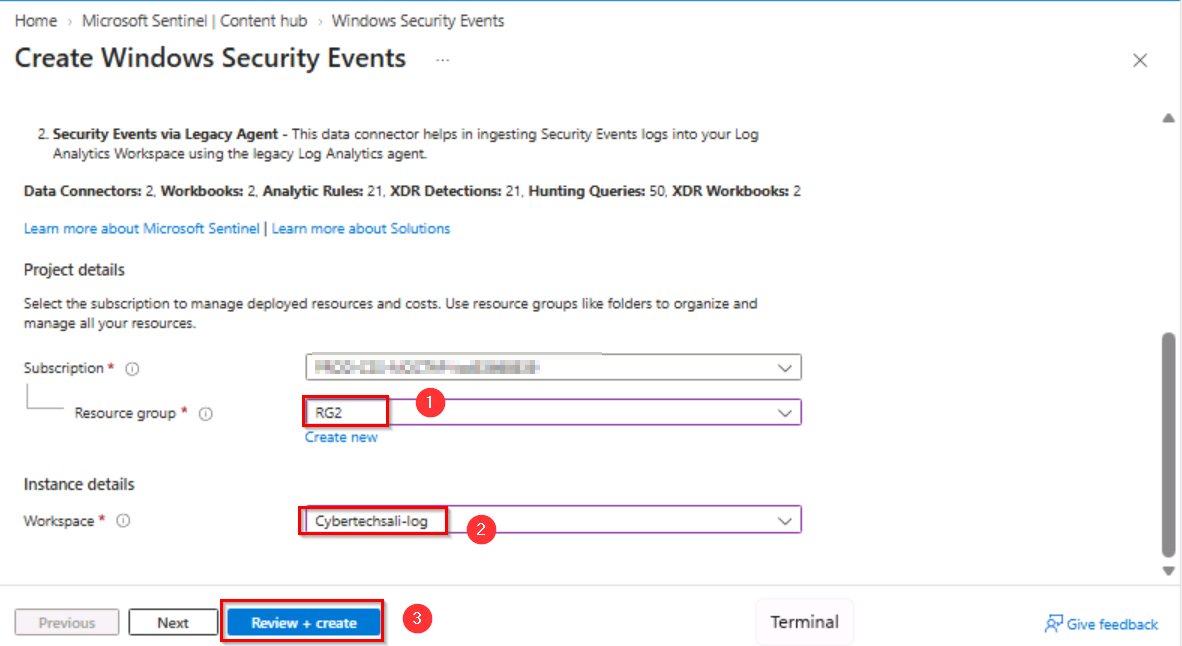 Home > Microsoft Sentinel | Content hub > Windows Security Events
Create Windows Security Events ...
2. Security Events via Legacy Agent - This data connector helps in ingesting Security Events logs into your Log
Analytics Workspace using the legacy Log Analytics agent.
Data Connectors: 2, Workbooks: 2, Analytic Rules: 21, XDR Detections: 21, Hunting Queries: 50, XDR Workbooks: 2
Learn more about Microsoft Sentinel | Learn more about Solutions
Project details
Select the subscription to manage deployed resources and costs. Use resource groups like folders to organize and
manage all your resources.
Subscription *
Resource group * RG2 1
Create new
Instance details
Workspace * Cybertechsali-log 2
Previous Next Review + create 3 Terminal Give feedback